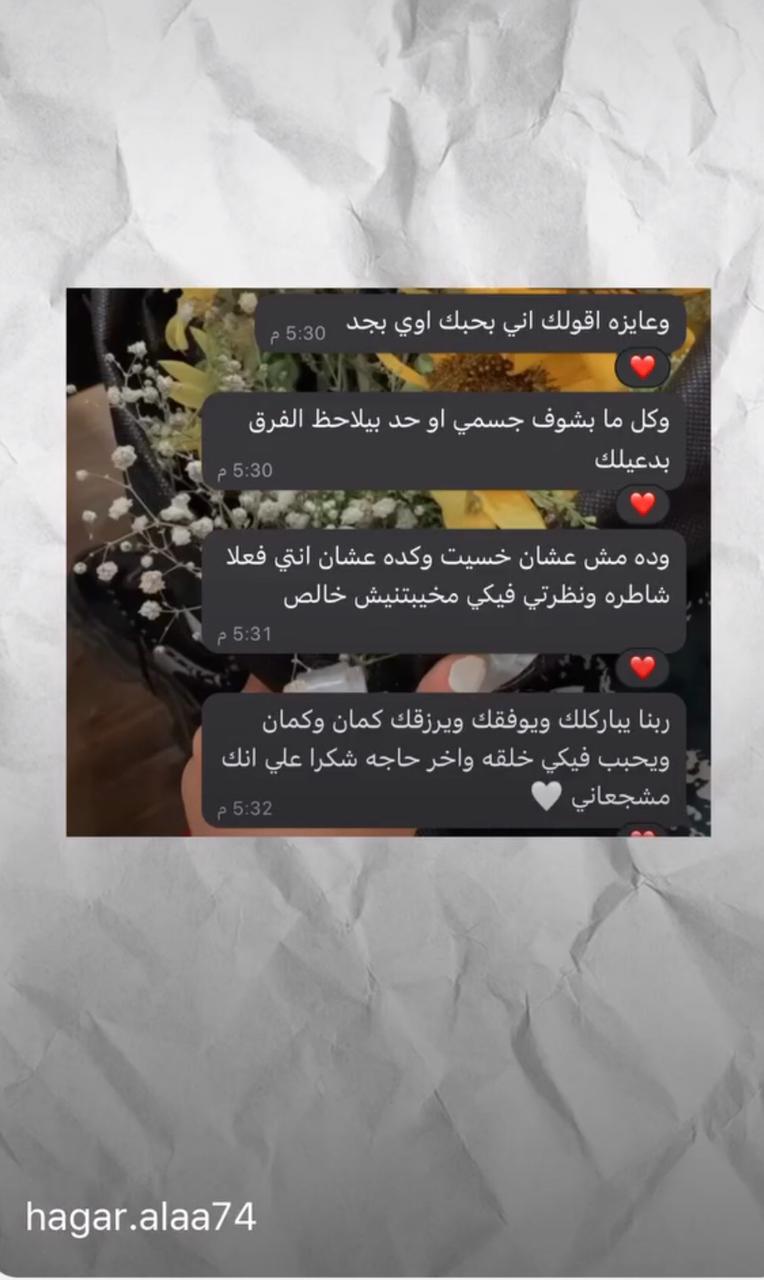 وعايزه اقولك اني بحبك اوي بجد
5:30 م
وكل ما بشوف جسمي او حد بيلاحظ الفرق
بدعيلك
5:30 م
وده مش عشان خسيت وكده عشان انتي فعلا
شاطره ونظرتي فيكي مخيبتنيش خالص
5:31 م
ربنا يباركلك ويوفقك ويرزقك كمان وكمان
ويحبب فيكي خلقه واخر حاجه شكرا علي انك
مشجعاني 🤍
5:32 م
hagar.alaa74